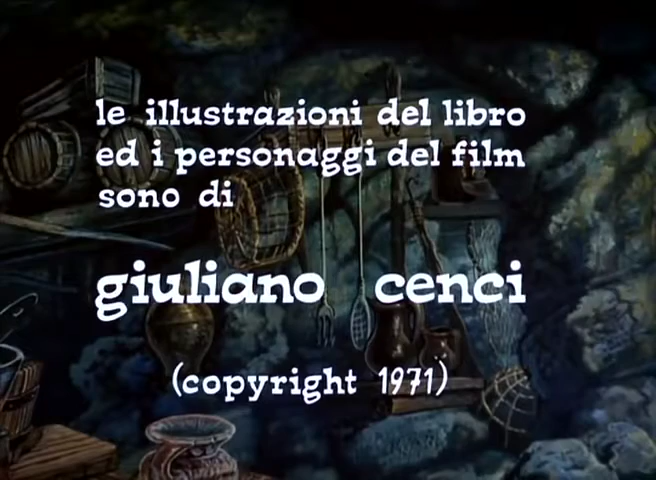 le illustrazioni del libro
ed i personaggi del film
sono di
giuliano cenci
(copyright 1971)